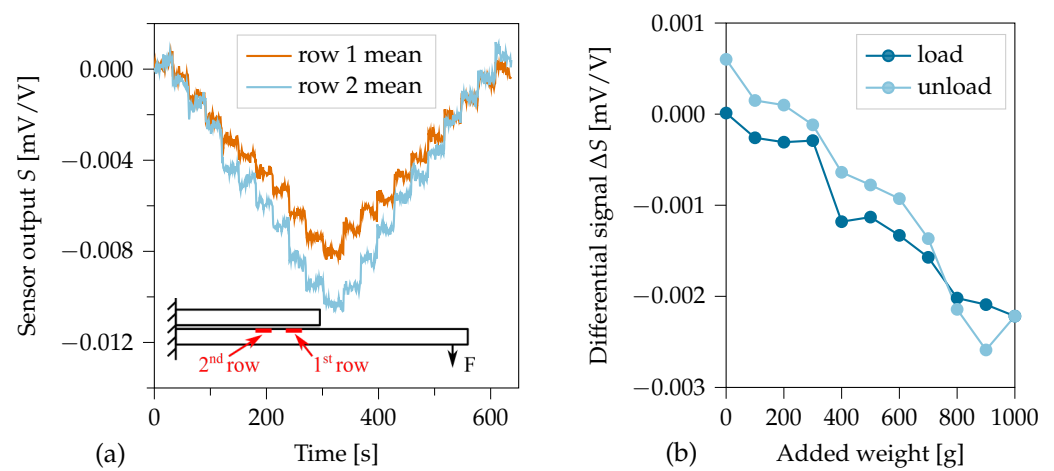 row 1 mean
row 2 mean
0.000
−0.004
−0.008
−0.012
Sensor output S [mV/V]
2nd row
1st row
F
0
200
400
600
Time [s]
(a)
load
unload
0.001
0.000
−0.001
−0.002
−0.003
Differential signal ΔS [mV/V]
0
200
400
600
800
1000
Added weight [g]
(b)